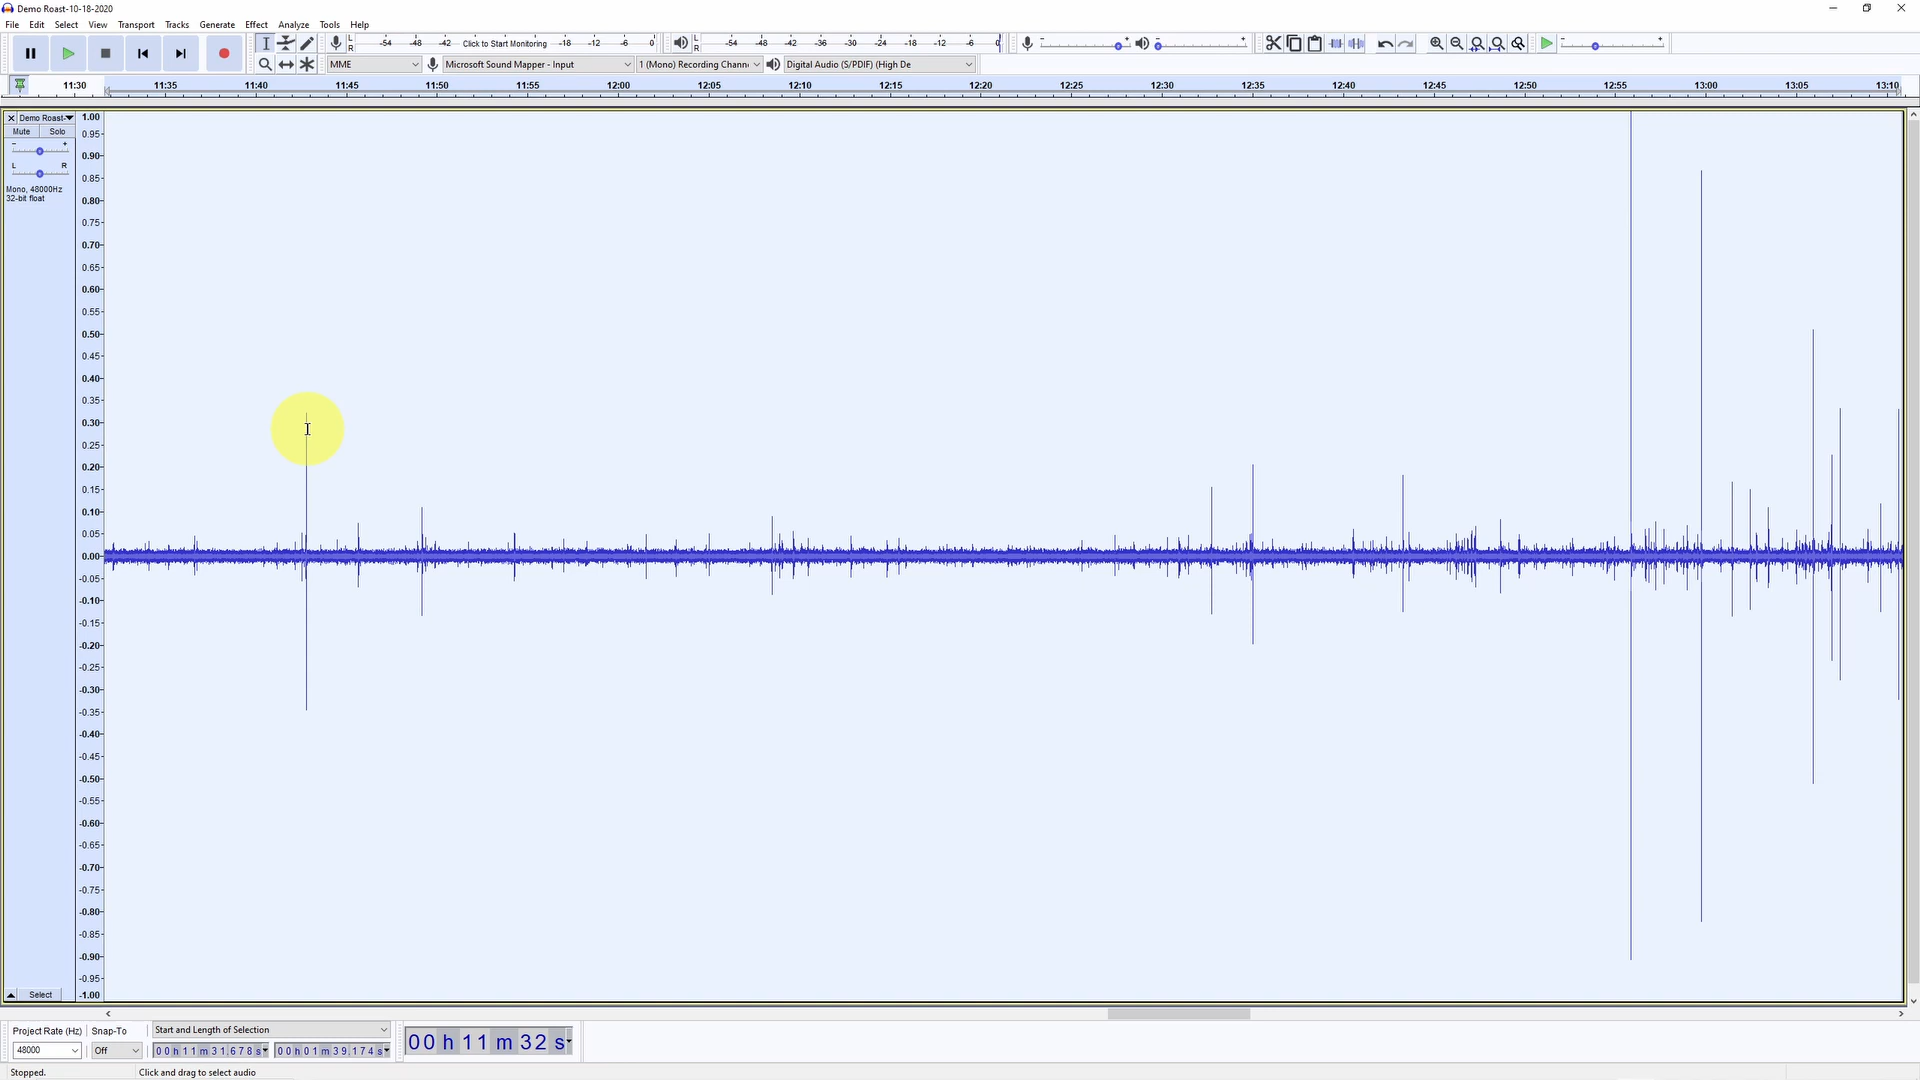 Demo Roast-10-18-2020
File Edit Select View Transport Tracks Generate Effect Analyze Tools Help
L R -54 -48 -42 Click to Start Monitoring -18 -12 -6 0 L R -54 -48 -42 -36 -30 -24 -18 -12 -6 0 - + - + - +
MME Microsoft Sound Mapper - Input 1 (Mono) Recording Chann Digital Audio (S/PDIF) (High De
11:30 11:35 11:40 11:45 11:50 11:55 12:00 12:05 12:10 12:15 12:20 12:25 12:30 12:35 12:40 12:45 12:50 12:55 13:00 13:05 13:10
Demo Roast- 1.00
Mute Solo 0.95
- + 0.90
L R 0.85
Mono, 48000Hz
32-bit float
0.80
0.75
0.70
0.65
0.60
0.55
0.50
0.45
0.40
0.35
0.30
0.25
0.20
0.15
0.10
0.05
0.00
-0.05
-0.10
-0.15
-0.20
-0.25
-0.30
-0.35
-0.40
-0.45
-0.50
-0.55
-0.60
-0.65
-0.70
-0.75
-0.80
-0.85
-0.90
-0.95
Select -1.00
Project Rate (Hz) Snap-To Start and Length of Selection
48000 Off 00h11m31.678s 00h01m39.174s 00h11m32s
Stopped. Click and drag to select audio